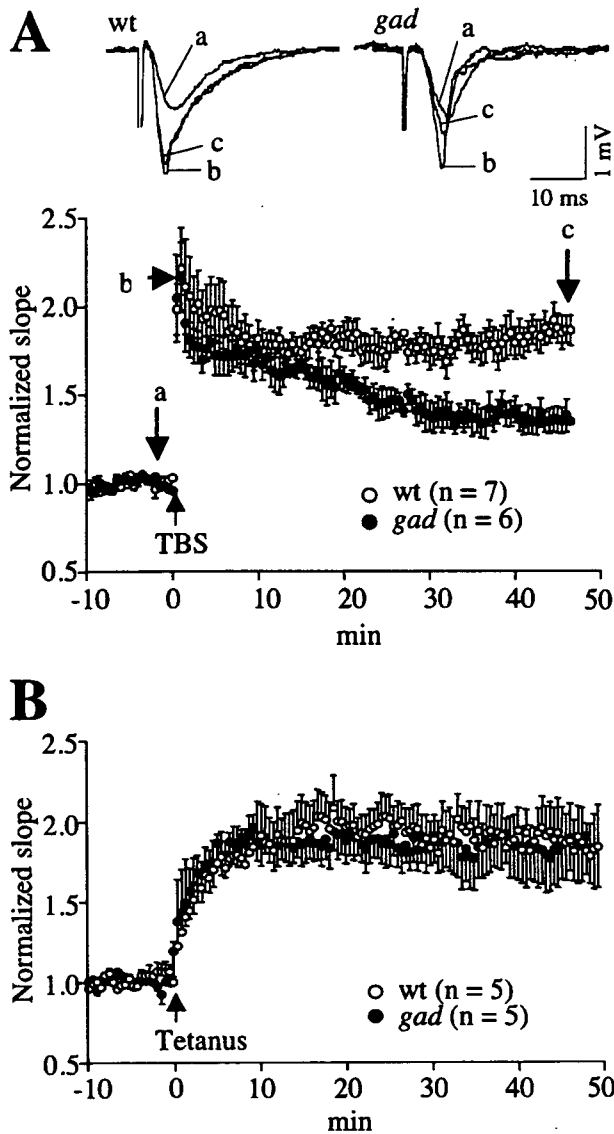 A
wt
gad
a
c
b
a
c
b
1 mV
10 ms
Normalized slope
2.5
2.0
1.5
1.0
0.5
b
a
c
TBS
wt (n = 7)
gad (n = 6)
-10 0 10 20 30 40 50
min
B
Normalized slope
2.5
2.0
1.5
1.0
0.5
Tetanus
wt (n = 5)
gad (n = 5)
-10 0 10 20 30 40 50
min